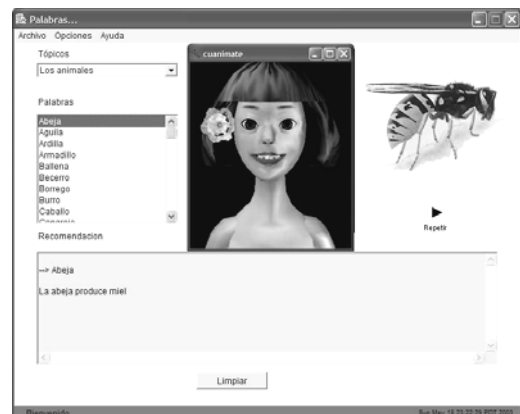 Palabras...
Archivo Opciones Ayuda
Tópicos
Los animales
cuanimate
Palabras
Abeja
Aguila
Ardilla
Armadillo
Ballena
Becerro
Borrego
Burro
Caballo
Repetir
Recomendacion
--> Abeja
La abeja produce miel
Limpiar
Bienvenido